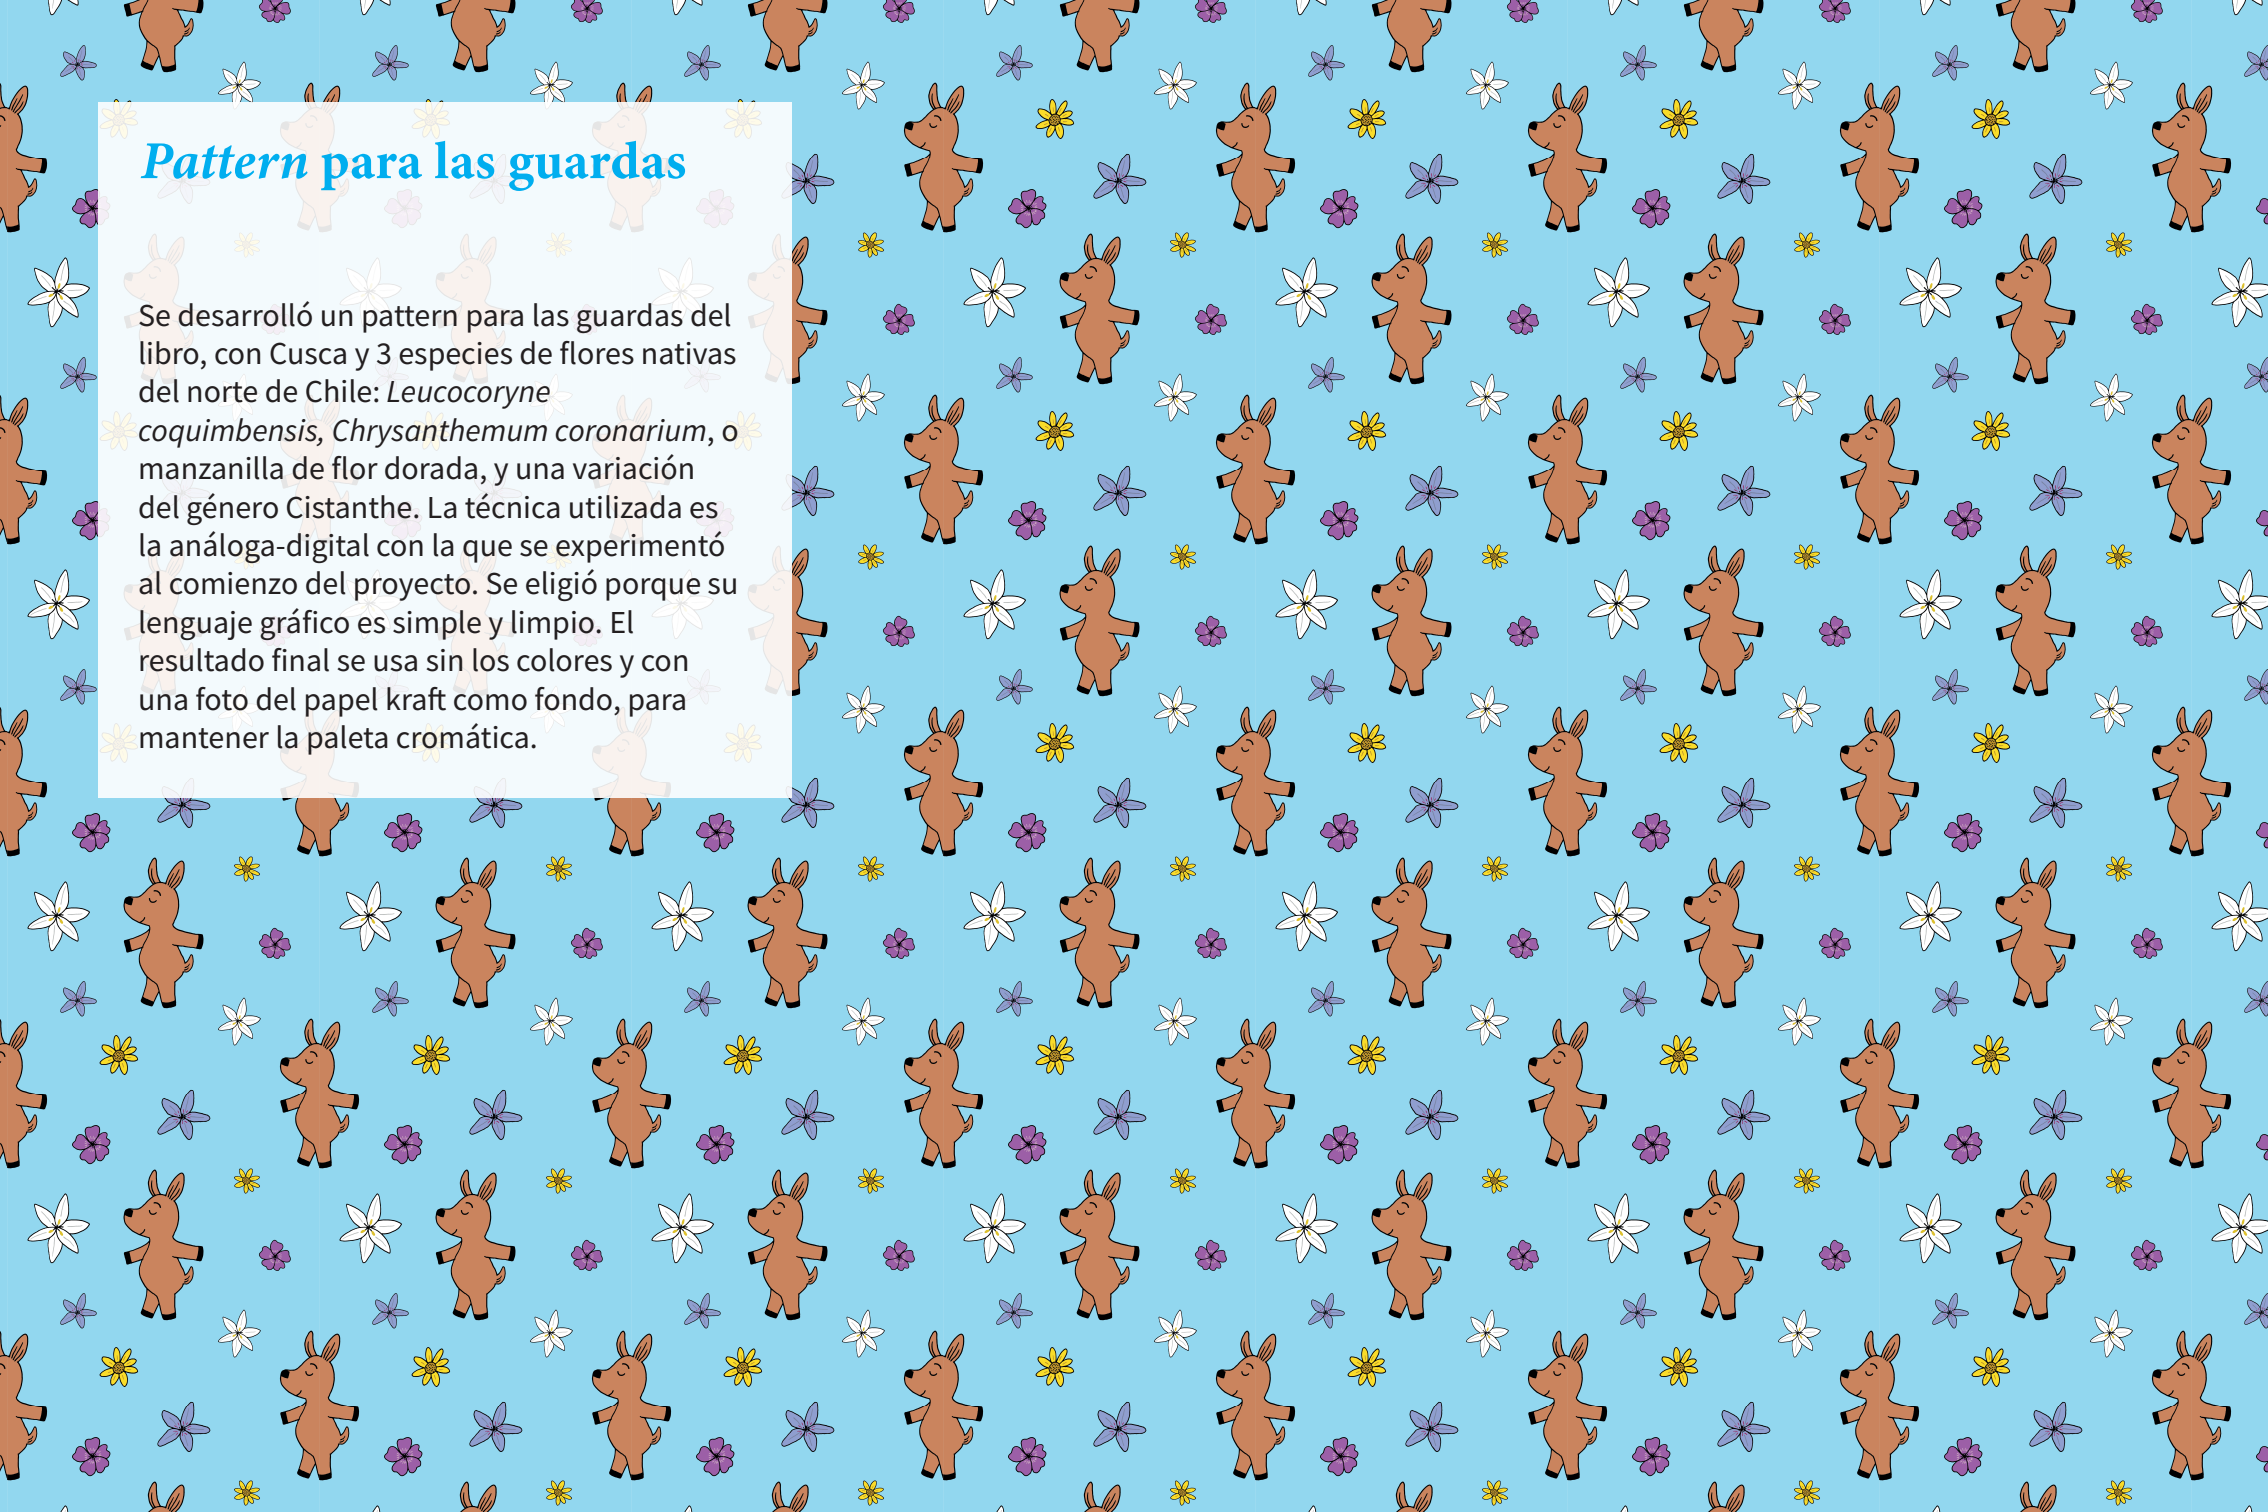 Pattern para las guardas
Se desarrolló un pattern para las guardas del
libro, con Cusca y 3 especies de flores nativas
del norte de Chile: Leucocoryne
coquimbensis, Chrysanthemum coronarium, o
manzanilla de flor dorada, y una variación
del género Cistanthe. La técnica utilizada es
la análoga-digital con la que se experimentó
al comienzo del proyecto. Se eligió porque su
lenguaje gráfico es simple y limpio. El
resultado final se usa sin los colores y con
una foto del papel kraft como fondo, para
mantener la paleta cromática.